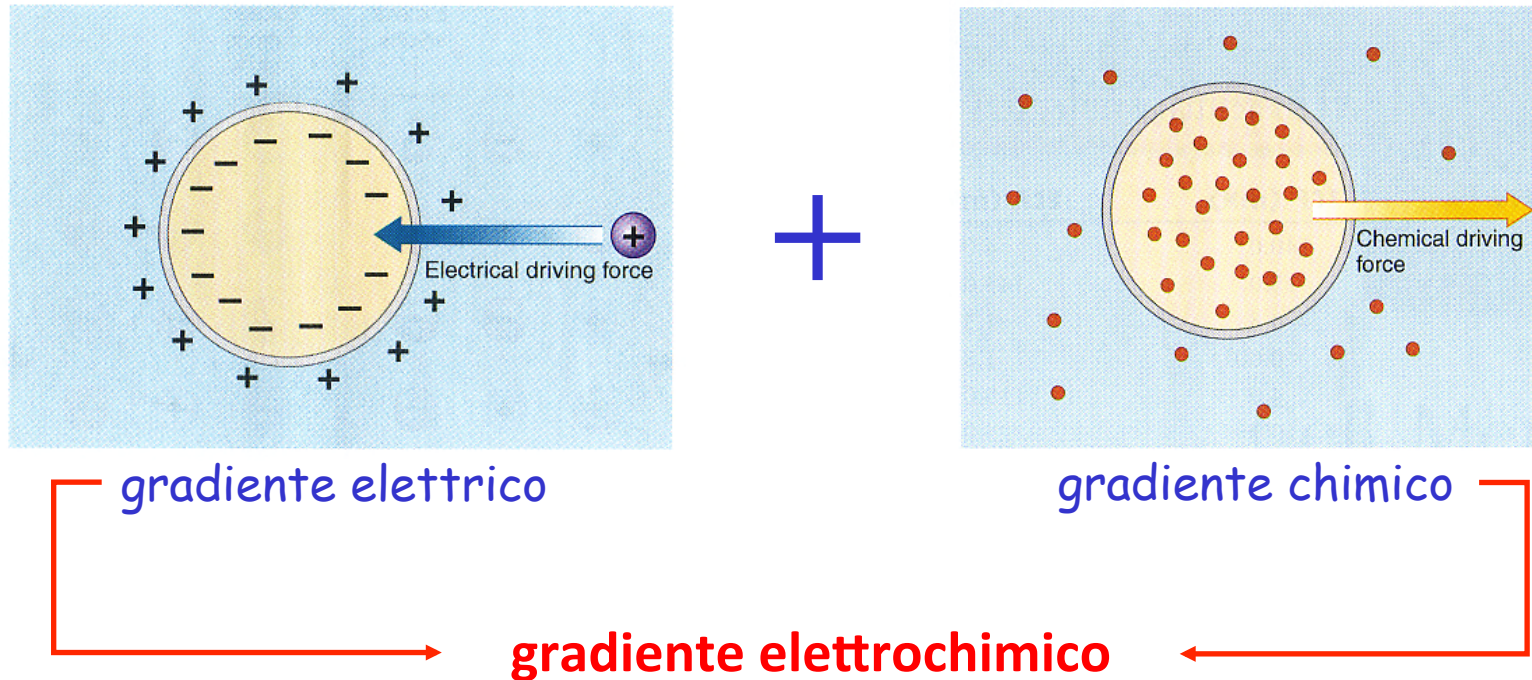 Electrical driving force
+
Chemical driving
force
gradiente elettrico
gradiente chimico
gradiente elettrochimico